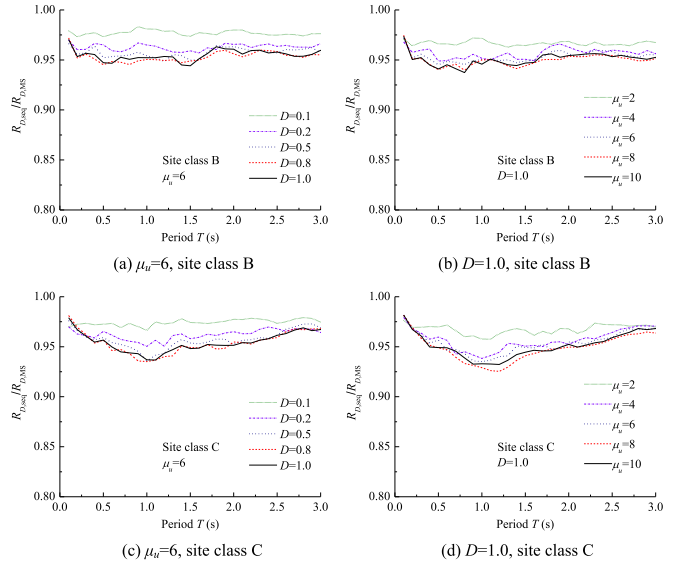 1.00
0.95
0.90
0.85
0.80
R_D,seq/R_D,MS
D=0.1
D=0.2
D=0.5
D=0.8
D=1.0
Site class B
μ_u=6
0.0 0.5 1.0 1.5 2.0 2.5 3.0
Period T (s)
(a) μ_u=6, site class B
1.00
0.95
0.90
0.85
0.80
R_D,seq/R_D,MS
μ_u=2
μ_u=4
μ_u=6
μ_u=8
μ_u=10
Site class B
D=1.0
0.0 0.5 1.0 1.5 2.0 2.5 3.0
Period T (s)
(b) D=1.0, site class B
1.00
0.95
0.90
0.85
0.80
R_D,seq/R_D,MS
D=0.1
D=0.2
D=0.5
D=0.8
D=1.0
Site class C
μ_u=6
0.0 0.5 1.0 1.5 2.0 2.5 3.0
Period T (s)
(c) μ_u=6, site class C
1.00
0.95
0.90
0.85
0.80
R_D,seq/R_D,MS
μ_u=2
μ_u=4
μ_u=6
μ_u=8
μ_u=10
Site class C
D=1.0
0.0 0.5 1.0 1.5 2.0 2.5 3.0
Period T (s)
(d) D=1.0, site class C